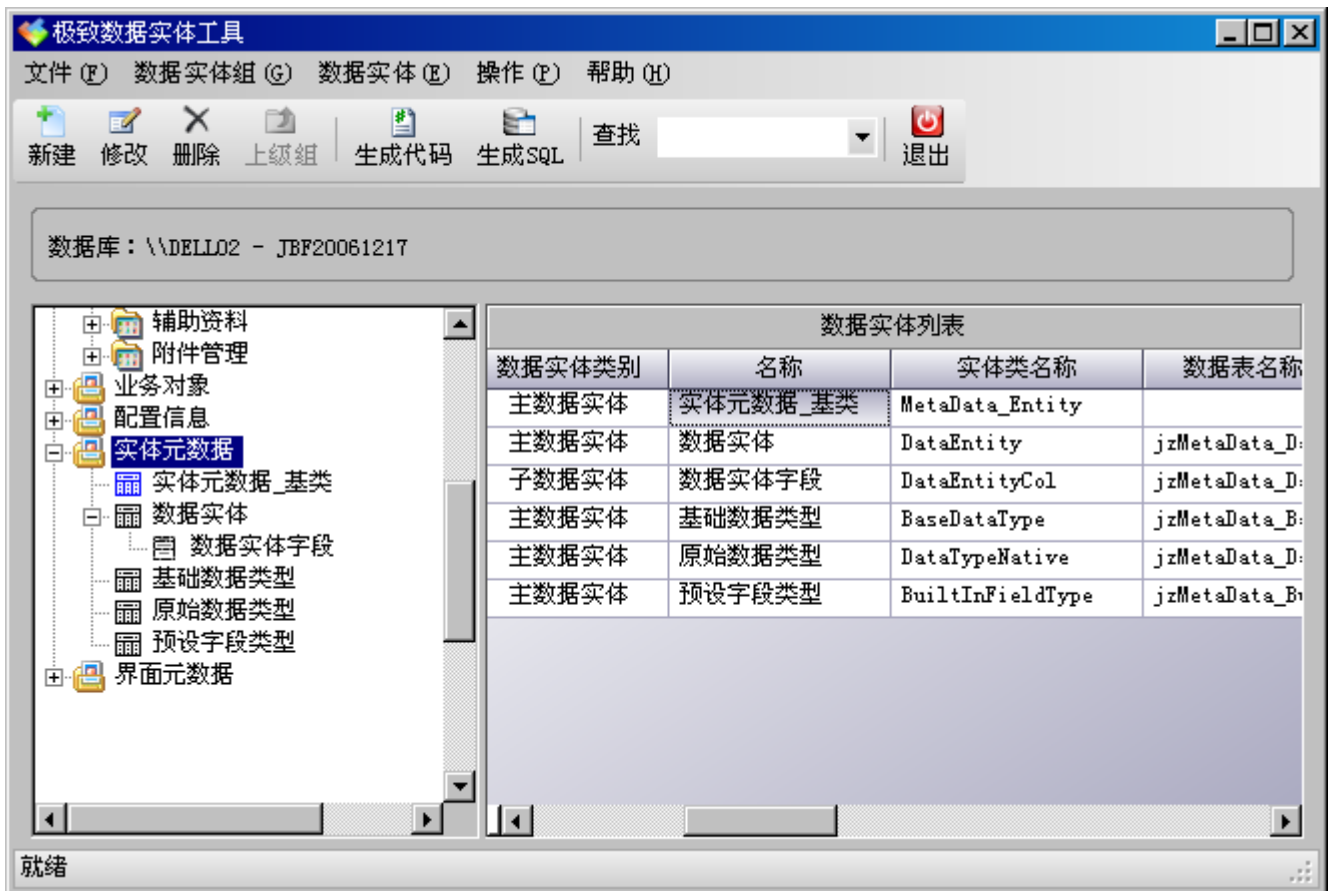 极致数据实体工具
文件(F) 数据实体组(G) 数据实体(E) 操作(P) 帮助(H)
新建 修改 删除 上级组 生成代码 生成SQL 查找 退出
数据库：\\DELL02 - JBF20061217
辅助资料
附件管理
业务对象
配置信息
实体元数据
实体元数据_基类
数据实体
数据实体字段
基础数据类型
原始数据类型
预设字段类型
界面元数据
数据实体列表
数据实体类别 名称 实体类名称 数据表名称
主数据实体 实体元数据_基类 MetaData_Entity
主数据实体 数据实体 DataEntity jzMetaData_D
子数据实体 数据实体字段 DataEntityCol jzMetaData_D
主数据实体 基础数据类型 BaseDataType jzMetaData_B
主数据实体 原始数据类型 DataTypeNative jzMetaData_D
主数据实体 预设字段类型 BuiltInFieldType jzMetaData_B
就绪